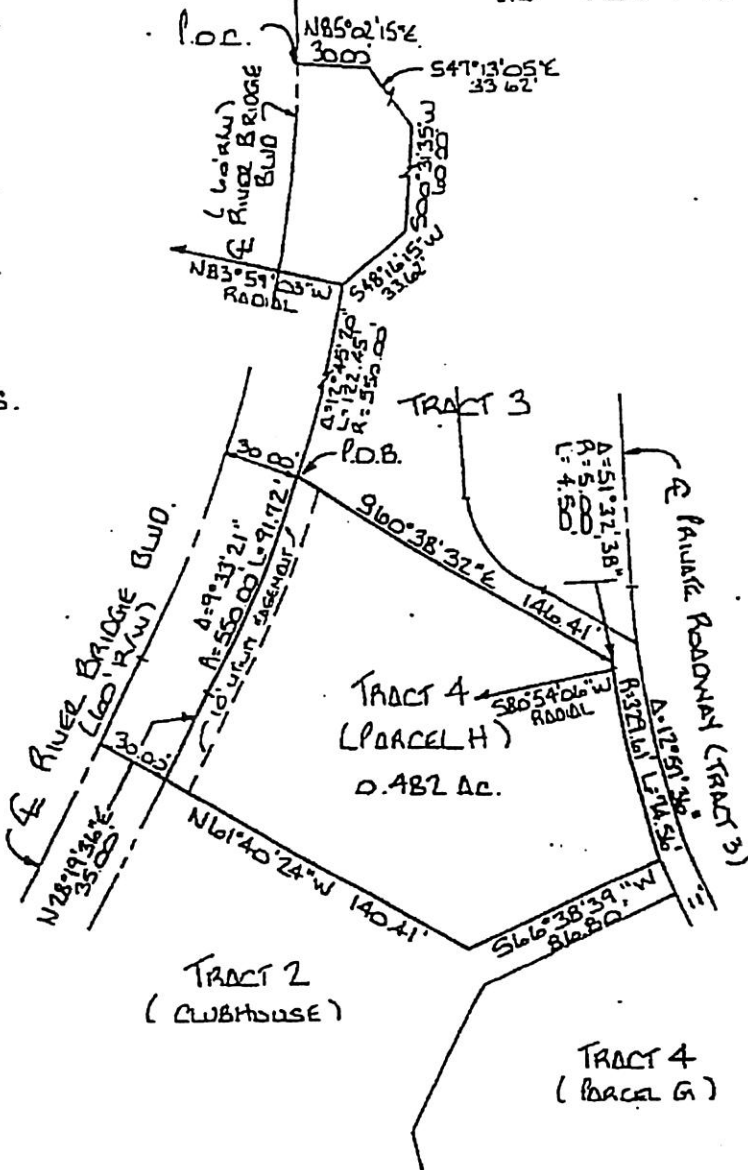 P.O.C.
N85°02'15"E
30.00'
S47°13'05"E
33.62'
S00°31'35"W
60.00'
S48°16'15"W
33.62'
℄ RIVER BRIDGE
BLVD
(60' R/W)
N83°59'03"W
RADIAL
Δ=12°45'20"
L=122.45'
R=550.00'
S.
TRACT 3
30.00.
P.O.B.
Δ=51°32'38"
R=5.00'
L=4.50'
℄ PRIVATE ROADWAY (TRACT 3)
S60°38'32"E
146.41'
Δ=9°33'21"
R=550.00' L=91.72'
10' UTILITY EASEMENT
℄ RIVER BRIDGE BLVD.
(60' R/W)
TRACT 4
(PARCEL H)
0.482 AC.
S80°54'06"W
RADIAL
Δ=12°57'36"
R=329.61' L=74.56'
30.00'
N28°19'36"E
35.00'
N61°40'24"W 140.41'
S66°38'39"W
86.80'
TRACT 2
(CLUBHOUSE)
TRACT 4
(PARCEL G)